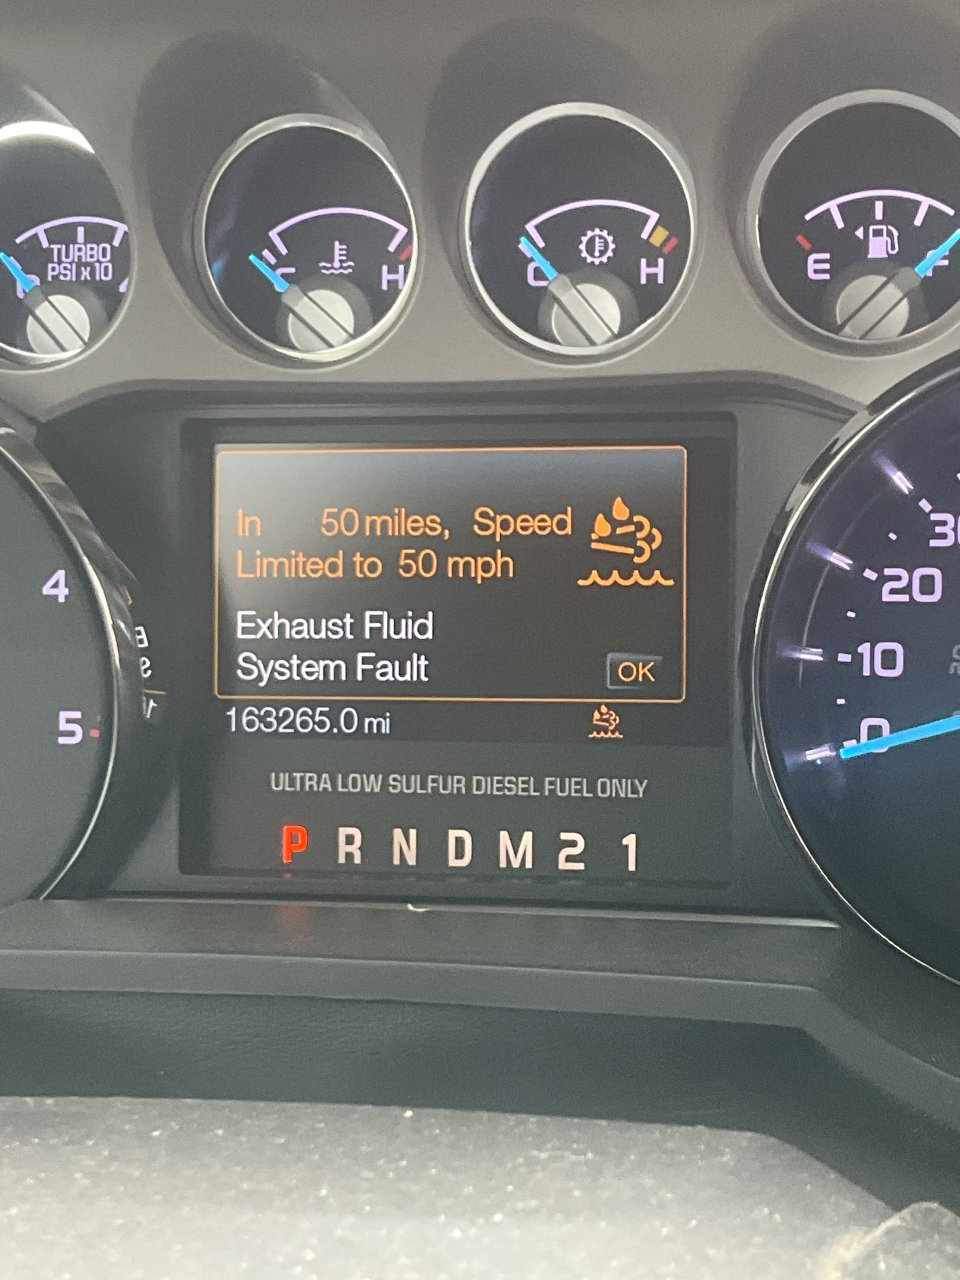 TURBO
PSI x 10
C H
C H
E F
In 50 miles, Speed
Limited to 50 mph
Exhaust Fluid
System Fault
OK
163265.0 mi
ULTRA LOW SULFUR DIESEL FUEL ONLY
P R N D M 2 1
4
5
30
20
10
0